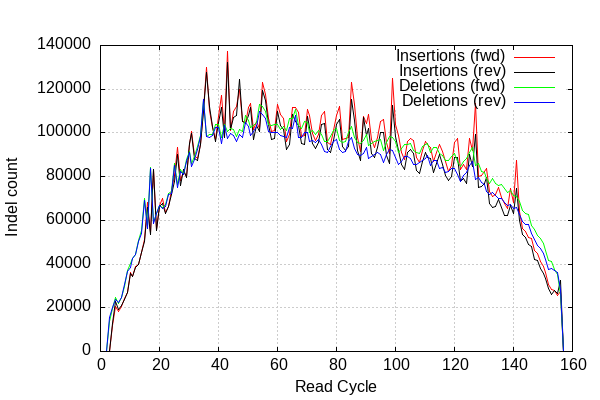 140000
120000
100000
80000
60000
40000
20000
0
Indel count
Insertions (fwd)
Insertions (rev)
Deletions (fwd)
Deletions (rev)
0 20 40 60 80 100 120 140 160
Read Cycle